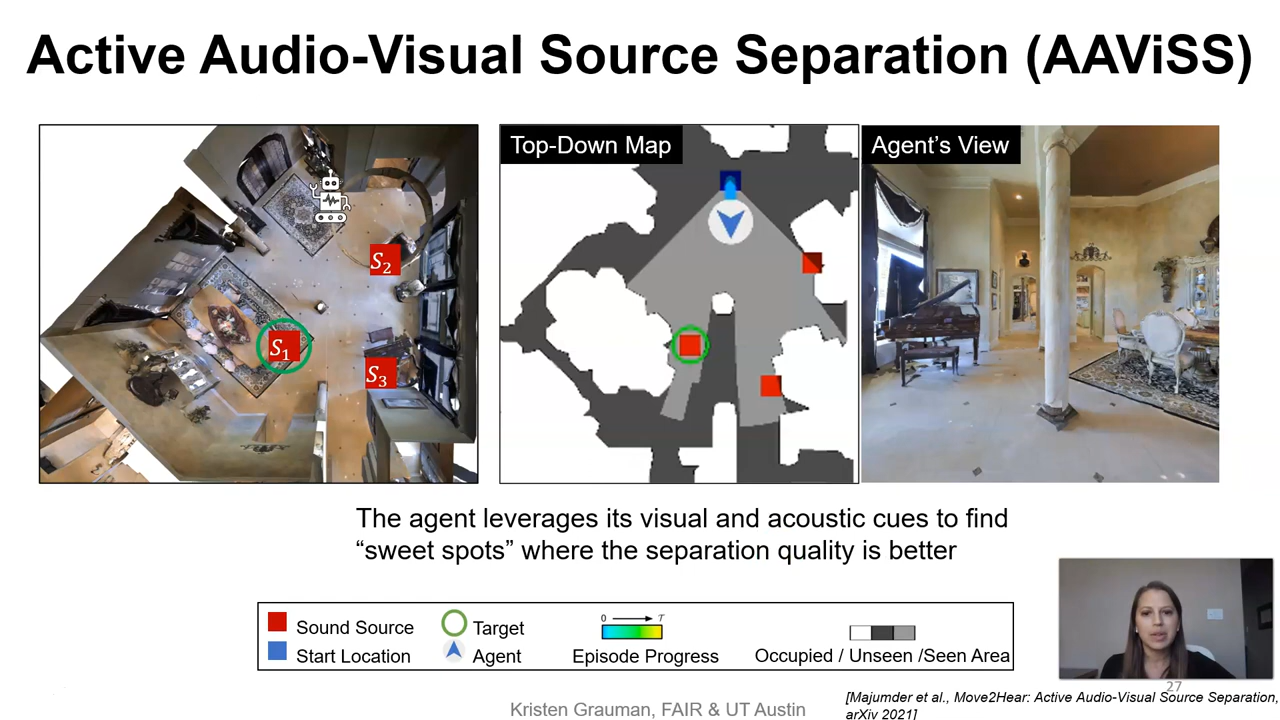 Active Audio-Visual Source Separation (AAViSS)
Top-Down Map
Agent's View
S2
S1
S3
The agent leverages its visual and acoustic cues to find
“sweet spots” where the separation quality is better
Sound Source
Target
0
T
Start Location
Agent
Episode Progress
Occupied / Unseen /Seen Area
27
[Majumder et al., Move2Hear: Active Audio-Visual Source Separation,
arXiv 2021]
Kristen Grauman, FAIR & UT Austin